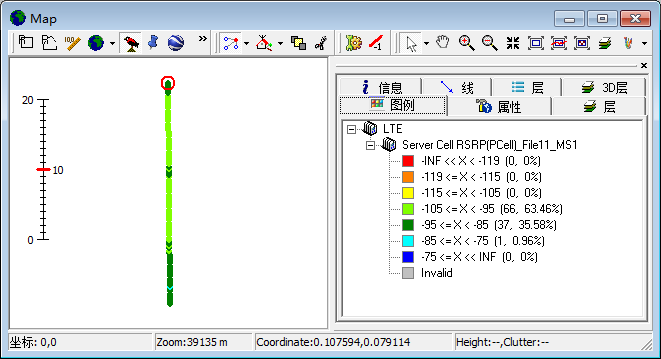 Map
»
20
10
0
信息
线
层
3D层
图例
属性
层
LTE
Server Cell RSRP(PCell)_File11_MS1
-INF << X < -119 (0, 0%)
-119 <= X < -115 (0, 0%)
-115 <= X < -105 (0, 0%)
-105 <= X < -95 (66, 63.46%)
-95 <= X < -85 (37, 35.58%)
-85 <= X < -75 (1, 0.96%)
-75 <= X << INF (0, 0%)
Invalid
坐标: 0,0
Zoom:39135 m
Coordinate:0.107594,0.079114
Height:--,Clutter:--